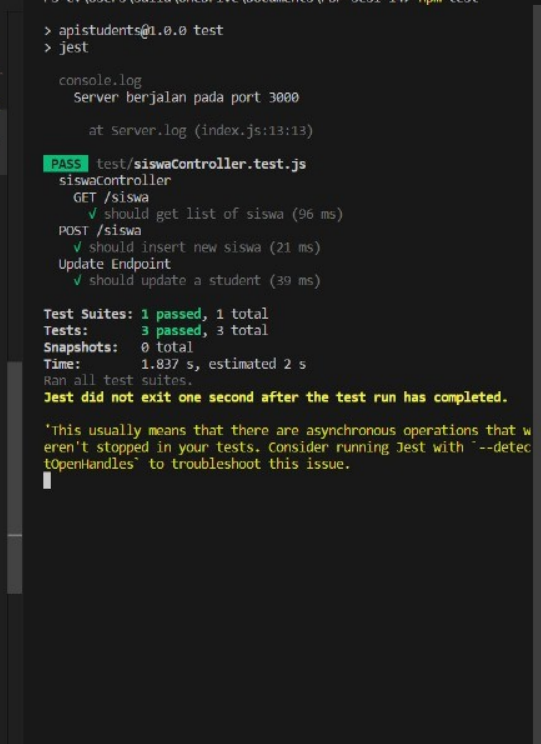 > apistudents@1.0.0 test
> jest
console.log
Server berjalan pada port 3000
at Server.log (index.js:13:13)
PASS test/siswaController.test.js
siswaController
GET /siswa
√ should get list of siswa (96 ms)
POST /siswa
√ should insert new siswa (21 ms)
Update Endpoint
√ should update a student (39 ms)
Test Suites: 1 passed, 1 total
Tests: 3 passed, 3 total
Snapshots: 0 total
Time: 1.837 s, estimated 2 s
Ran all test suites.
Jest did not exit one second after the test run has completed.
'This usually means that there are asynchronous operations that w
eren't stopped in your tests. Consider running Jest with `--detec
tOpenHandles` to troubleshoot this issue.